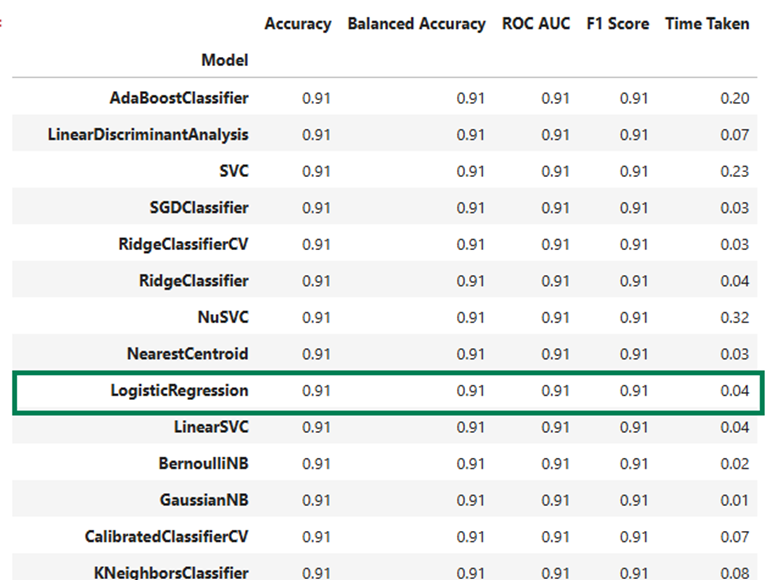 Accuracy Balanced Accuracy ROC AUC F1 Score Time Taken
Model
AdaBoostClassifier 0.91 0.91 0.91 0.91 0.20
LinearDiscriminantAnalysis 0.91 0.91 0.91 0.91 0.07
SVC 0.91 0.91 0.91 0.91 0.23
SGDClassifier 0.91 0.91 0.91 0.91 0.03
RidgeClassifierCV 0.91 0.91 0.91 0.91 0.03
RidgeClassifier 0.91 0.91 0.91 0.91 0.04
NuSVC 0.91 0.91 0.91 0.91 0.32
NearestCentroid 0.91 0.91 0.91 0.91 0.03
LogisticRegression 0.91 0.91 0.91 0.91 0.04
LinearSVC 0.91 0.91 0.91 0.91 0.04
BernoulliNB 0.91 0.91 0.91 0.91 0.02
GaussianNB 0.91 0.91 0.91 0.91 0.01
CalibratedClassifierCV 0.91 0.91 0.91 0.91 0.07
KNeighborsClassifier 0.91 0.91 0.91 0.91 0.08